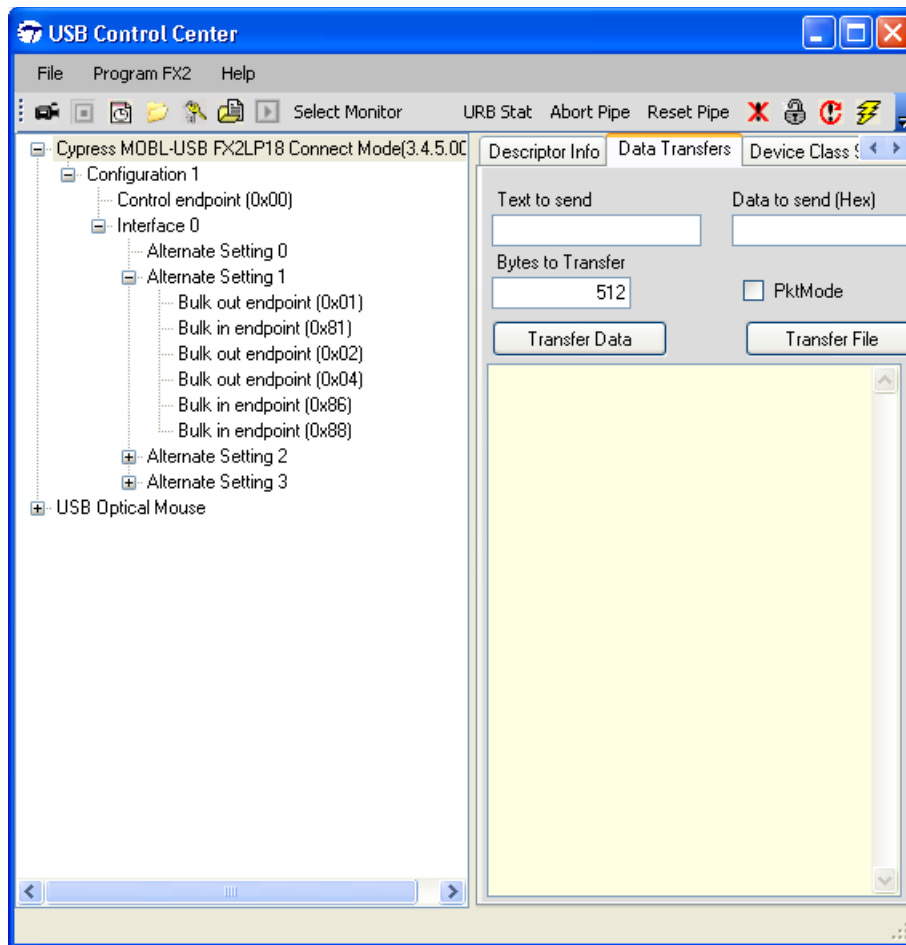 USB Control Center
File Program FX2 Help
Select Monitor URB Stat Abort Pipe Reset Pipe
Cypress MOBL-USB FX2LP18 Connect Mode(3.4.5.00
Configuration 1
Control endpoint (0x00)
Interface 0
Alternate Setting 0
Alternate Setting 1
Bulk out endpoint (0x01)
Bulk in endpoint (0x81)
Bulk out endpoint (0x02)
Bulk out endpoint (0x04)
Bulk in endpoint (0x86)
Bulk in endpoint (0x88)
Alternate Setting 2
Alternate Setting 3
USB Optical Mouse
Descriptor Info Data Transfers Device Class
Text to send Data to send (Hex)
Bytes to Transfer
512 PktMode
Transfer Data Transfer File